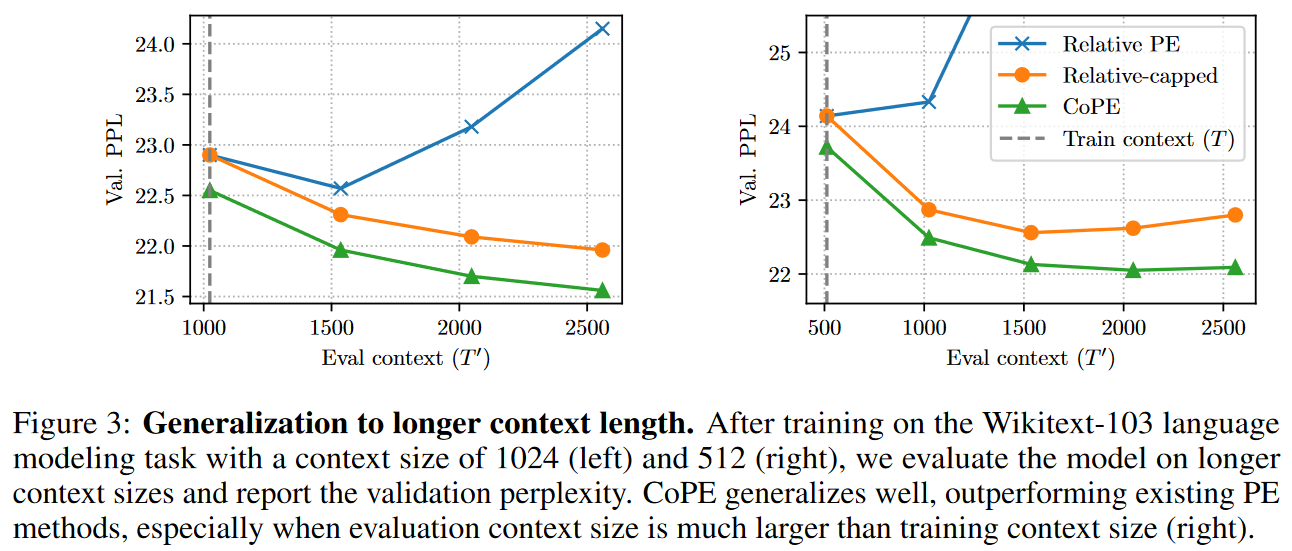 24.0
23.5
23.0
22.5
22.0
21.5
Val. PPL
1000 1500 2000 2500
Eval context (T′)
25
24
23
22
Val. PPL
500 1000 1500 2000 2500
Eval context (T′)
Relative PE
Relative-capped
CoPE
Train context (T)
Figure 3: Generalization to longer context length. After training on the Wikitext-103 language
modeling task with a context size of 1024 (left) and 512 (right), we evaluate the model on longer
context sizes and report the validation perplexity. CoPE generalizes well, outperforming existing PE
methods, especially when evaluation context size is much larger than training context size (right).